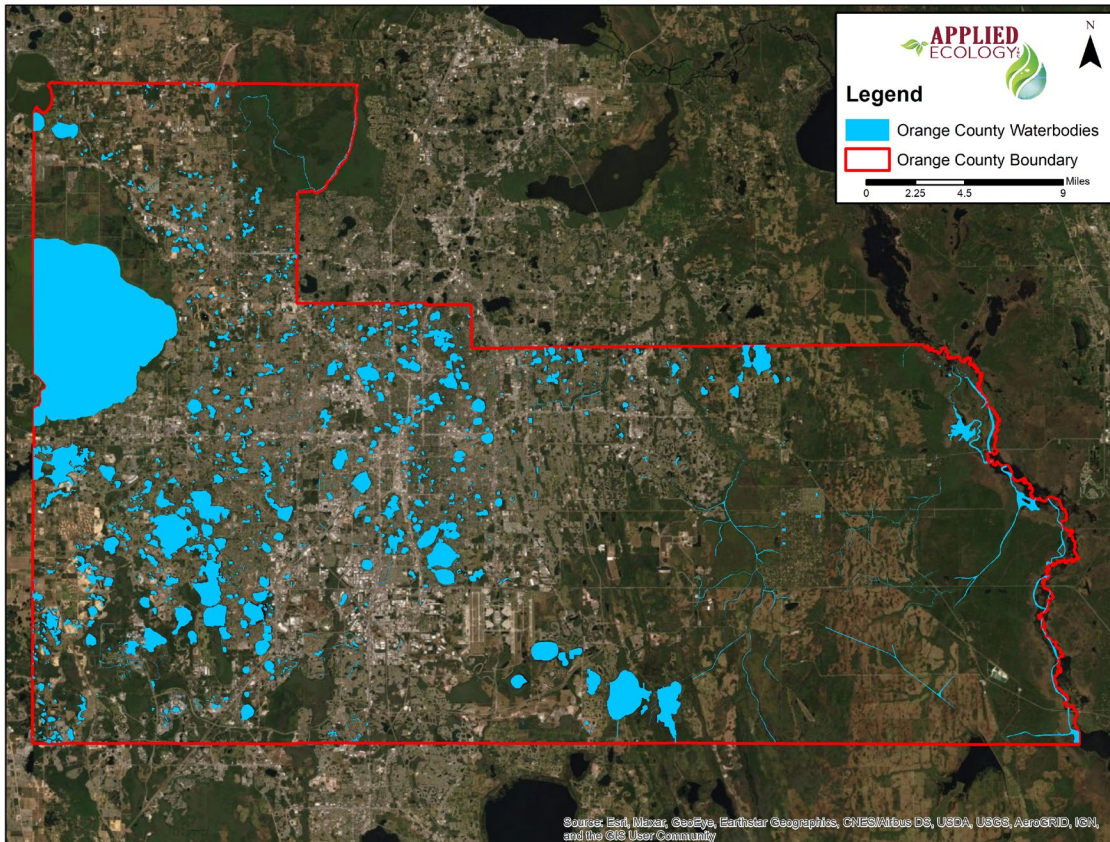 APPLIED
ECOLOGY
N
Legend
Orange County Waterbodies
Orange County Boundary
Miles
0 2.25 4.5 9
Source: Esri, Maxar, GeoEye, Earthstar Geographics, CNES/Airbus DS, USDA, USGS, AeroGRID, IGN,
and the GIS User Community